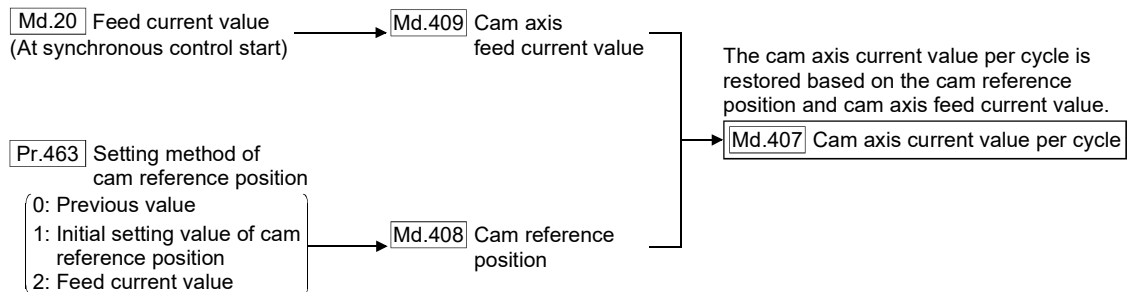 Md.20 Feed current value
(At synchronous control start)
Md.409 Cam axis
feed current value
The cam axis current value per cycle is
restored based on the cam reference
position and cam axis feed current value.
Md.407 Cam axis current value per cycle
Pr.463 Setting method of
cam reference position
0: Previous value
1: Initial setting value of cam
reference position
2: Feed current value
Md.408 Cam reference
position